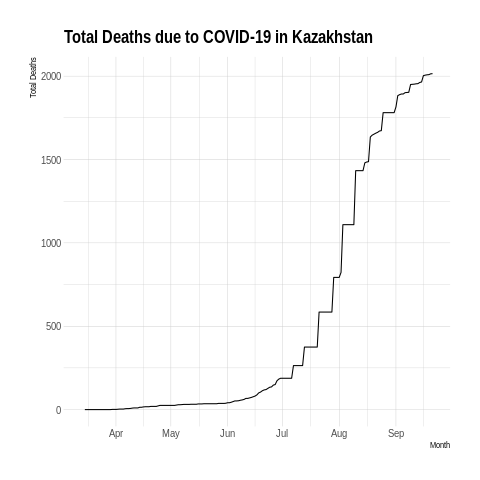 Total Deaths due to COVID-19 in Kazakhstan
Total Deaths
2000
1500
1000
500
0
Apr May Jun Jul Aug Sep
Month